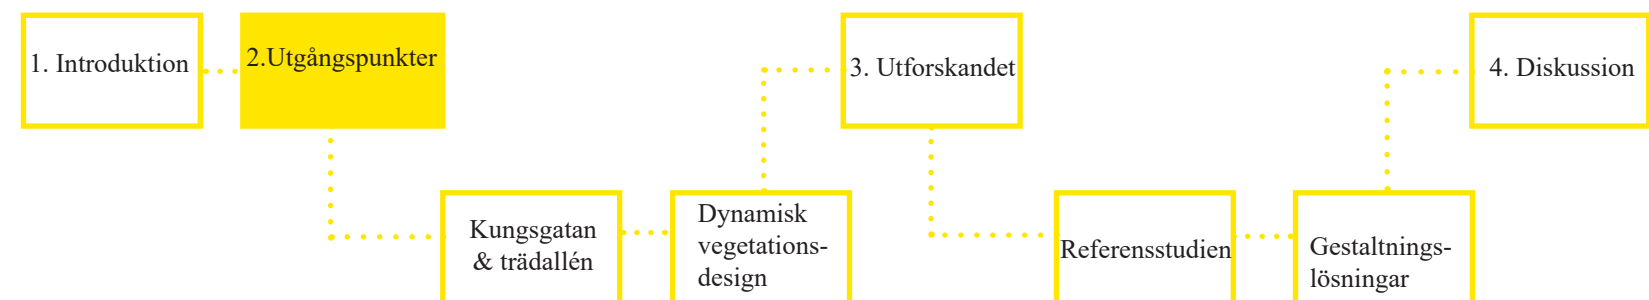 1. Introduktion
2.Utgångspunkter
Kungsgatan
& trädallén
Dynamisk
vegetations-
design
3. Utforskandet
Referensstudien
Gestaltnings-
lösningar
4. Diskussion